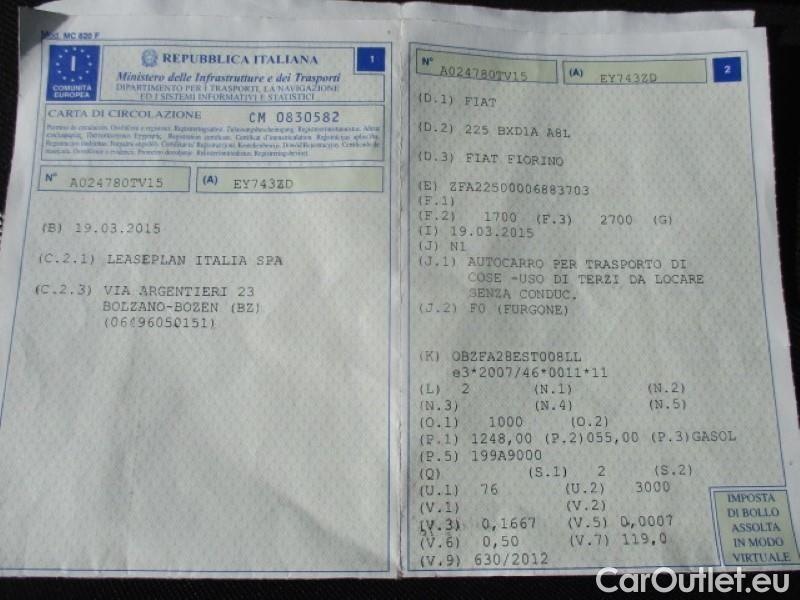 Mod. MC 820 F
I
COMUNITÀ
EUROPEA
REPUBBLICA ITALIANA
1
Ministero delle Infrastrutture e dei Trasporti
DIPARTIMENTO PER I TRASPORTI, LA NAVIGAZIONE
ED I SISTEMI INFORMATIVI E STATISTICI
CARTA DI CIRCOLAZIONE CM 0830582
N° A024780TV15 (A) EY743ZD
(B) 19.03.2015
(C.2.1) LEASEPLAN ITALIA SPA
(C.2.3) VIA ARGENTIERI 23
BOLZANO-BOZEN (BZ)
(06496050151)
N° A024780TV15 (A) EY743ZD 2
(D.1) FIAT
(D.2) 225 BXD1A A8L
(D.3) FIAT FIORINO
(E) ZFA22500006883703
(F.1)
(F.2) 1700 (F.3) 2700 (G)
(I) 19.03.2015
(J) N1
(J.1) AUTOCARRO PER TRASPORTO DI
COSE -USO DI TERZI DA LOCARE
SENZA CONDUC.
(J.2) F0 (FURGONE)
(K) OBZFA2BEST008LL
e3*2007/46*0011*11
(L) 2 (N.1) (N.2)
(N.3) (N.4) (N.5)
(O.1) 1000 (O.2)
(P.1) 1248,00 (P.2)055,00 (P.3)GASOL
(P.5) 199A9000
(Q) (S.1) 2 (S.2)
(U.1) 76 (U.2) 3000
(V.1) (V.2)
(V.3) 0,1667 (V.5) 0,0007
(V.6) 0,50 (V.7) 119,0
(V.9) 630/2012
IMPOSTA
DI BOLLO
ASSOLTA
IN MODO
VIRTUALE
CarOutlet.eu